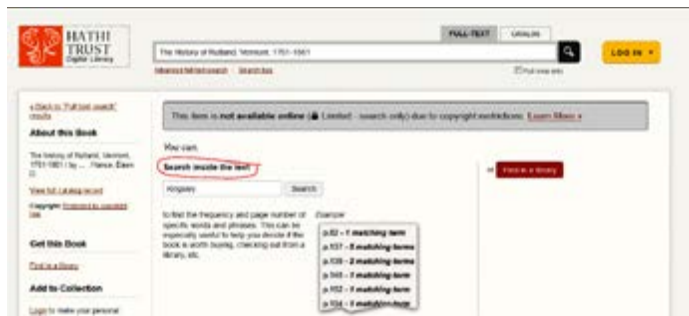 HATHI
TRUST
Digital Library
FULL-TEXT CATALOG
The History of Rutland, Vermont, 1761-1861
LOG IN
Advanced full-text search Search tips
Full view only
« Back to "Full-text search"
results
About this Book
The history of Rutland, Vermont,
1761-1861 / by ... Hance, Dawn
D.
View full catalog record
Copyright: Protected by copyright
law.
Get this Book
Find in a library
Add to Collection
Login to make your personal
This item is not available online ( Limited - search only) due to copyright restrictions. Learn More »
You can:
Search inside the text
Kingsley Search
to find the frequency and page number of
specific words and phrases. This can be
especially useful to help you decide if the
book is worth buying, checking out from a
library, etc.
Example
p.82 - 1 matching term
p.137 - 5 matching terms
p.139 - 2 matching terms
p.140 - 1 matching term
p.102 - 1 matching term
p.104 - 1 matching term
or Find in a library